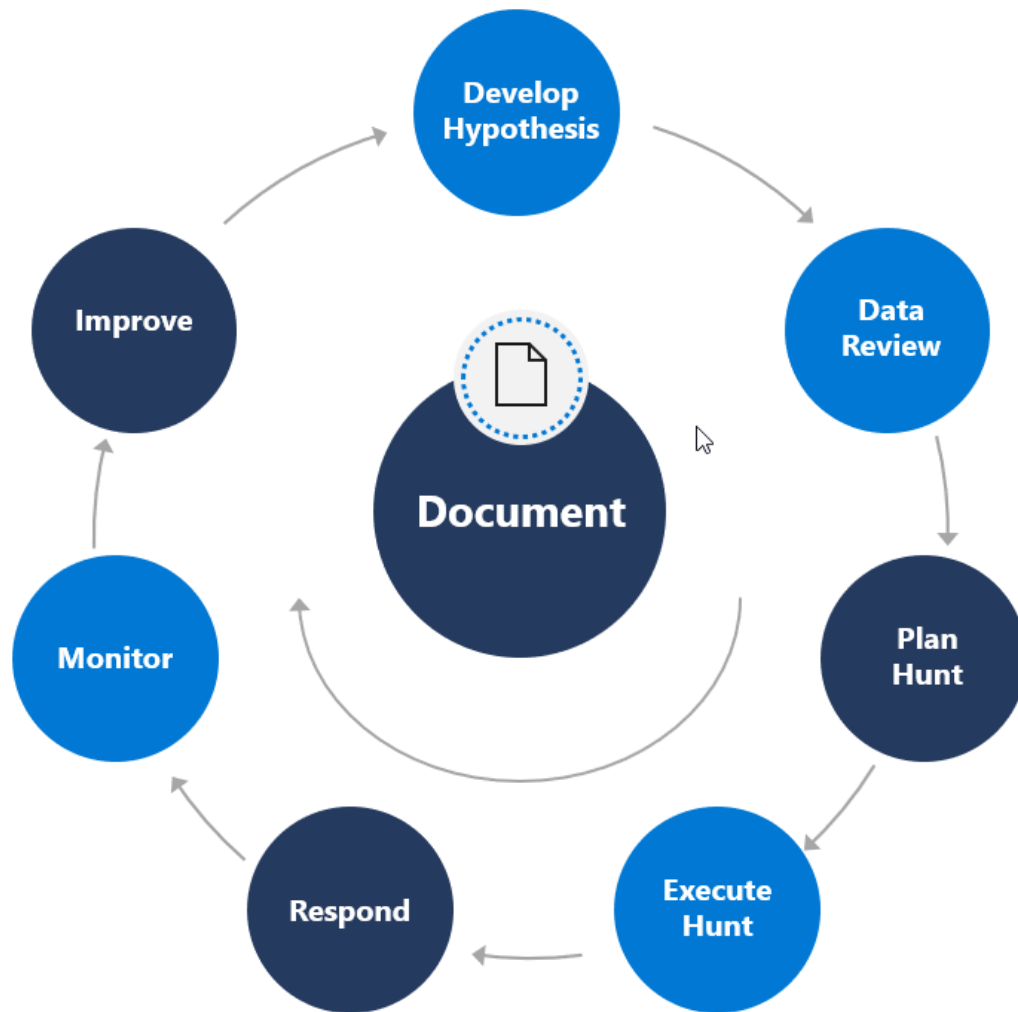 Develop
Hypothesis
Data
Review
Plan
Hunt
Execute
Hunt
Respond
Monitor
Improve
Document